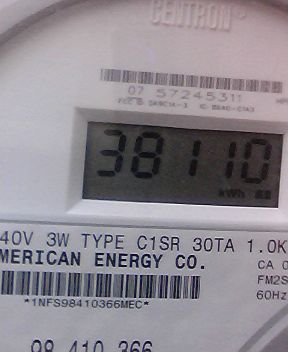 CENTRON
07 57245311
38110
kWh
40V 3W TYPE C1SR 30TA 1.0K
MERICAN ENERGY CO.
CA 0
FM2S
*1NFS98410366MEC*
60Hz
98 410 366